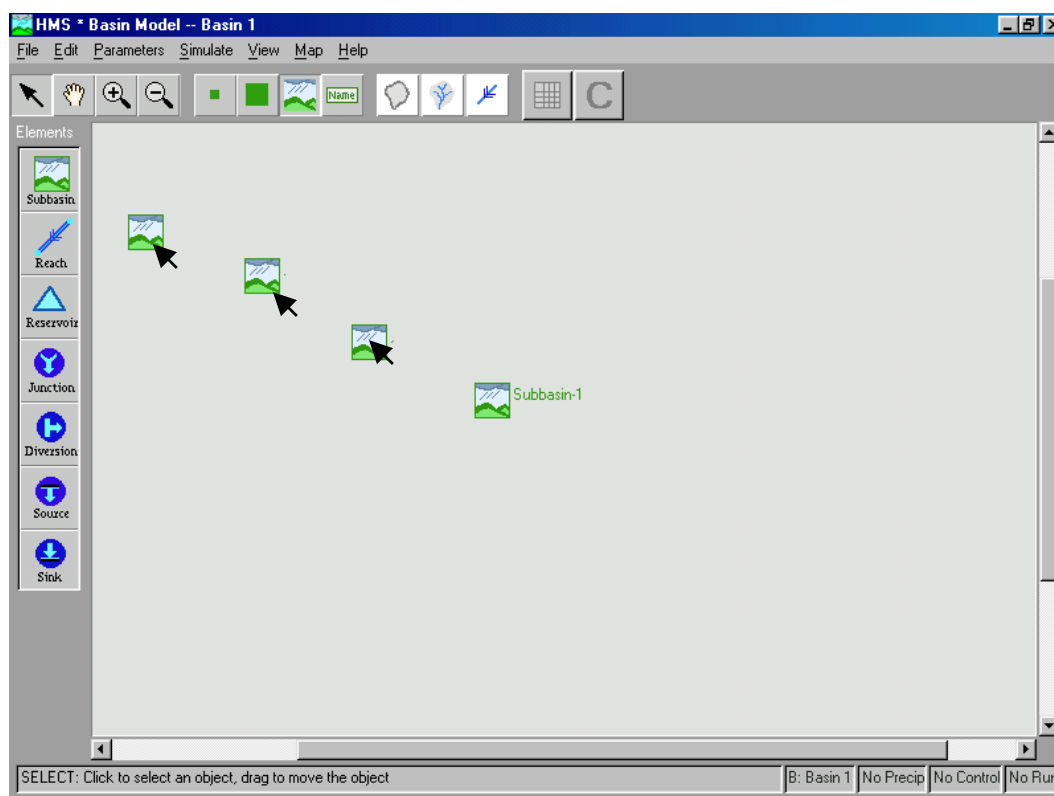 HMS * Basin Model -- Basin 1
File Edit Parameters Simulate View Map Help
Name
C
Elements
Subbasin
Reach
Reservoir
Junction
Diversion
Source
Sink
Subbasin-1
SELECT: Click to select an object, drag to move the object
B: Basin 1 No Precip No Control No Run